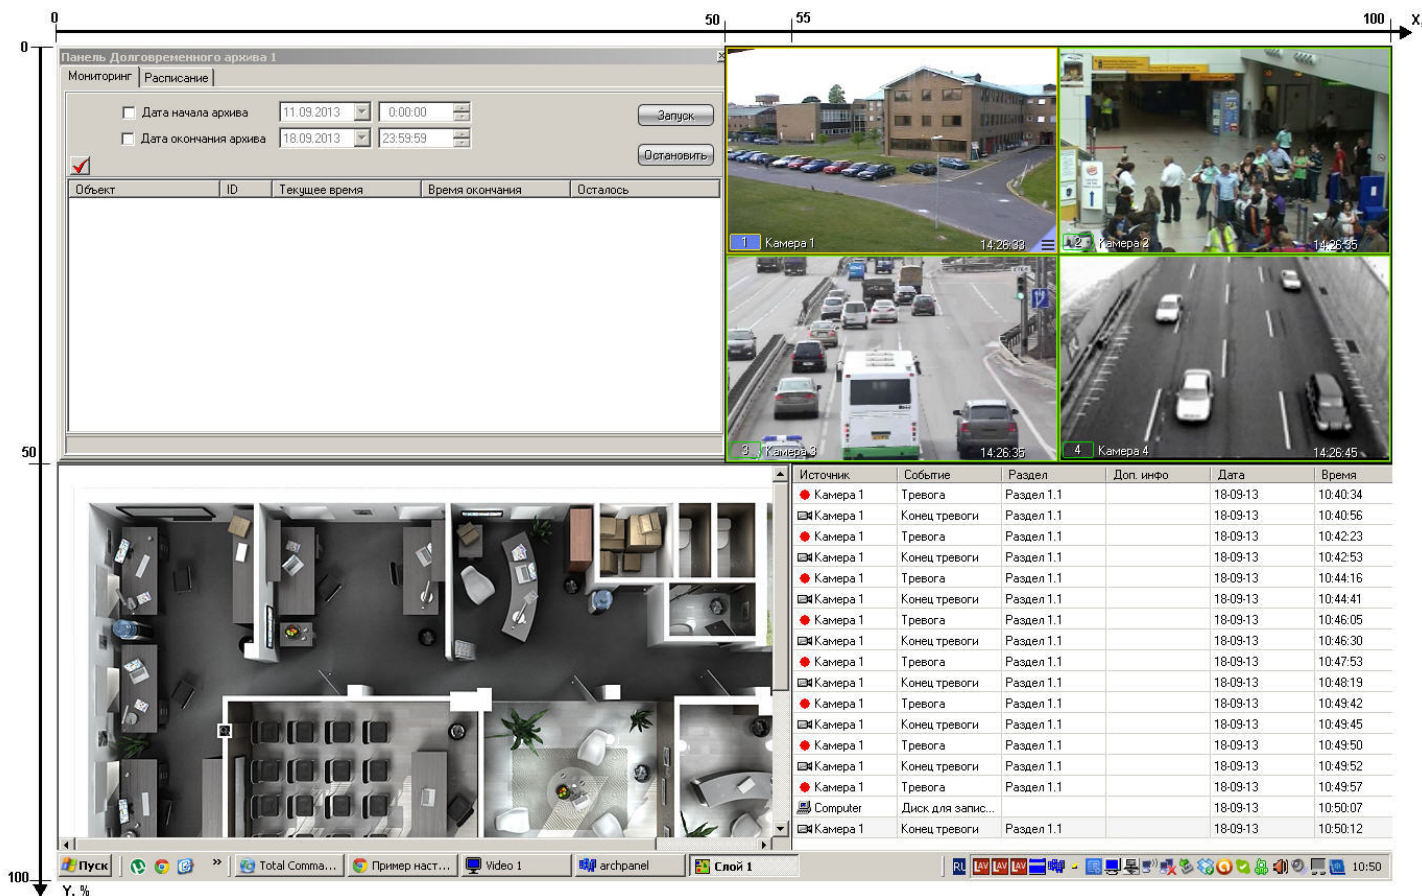 0 50 55 100 X,
0
Панель Долговременного архива 1
Мониторинг Расписание
Дата начала архива 11.09.2013 0:00:00 Запуск
Дата окончания архива 18.09.2013 23:59:59
Остановить
Объект ID Текущее время Время окончания Осталось
1 Камера 1 14:26:33
2 Камера 2 14:26:35
3 Камера 3 14:26:35
4 Камера 4 14:26:45
50
Источник Событие Раздел Доп. инфо Дата Время
Камера 1 Тревога Раздел 1.1 18-09-13 10:40:34
Камера 1 Конец тревоги Раздел 1.1 18-09-13 10:40:56
Камера 1 Тревога Раздел 1.1 18-09-13 10:42:23
Камера 1 Конец тревоги Раздел 1.1 18-09-13 10:42:53
Камера 1 Тревога Раздел 1.1 18-09-13 10:44:16
Камера 1 Конец тревоги Раздел 1.1 18-09-13 10:44:41
Камера 1 Тревога Раздел 1.1 18-09-13 10:46:05
Камера 1 Конец тревоги Раздел 1.1 18-09-13 10:46:30
Камера 1 Тревога Раздел 1.1 18-09-13 10:47:53
Камера 1 Конец тревоги Раздел 1.1 18-09-13 10:48:19
Камера 1 Тревога Раздел 1.1 18-09-13 10:49:42
Камера 1 Конец тревоги Раздел 1.1 18-09-13 10:49:45
Камера 1 Тревога Раздел 1.1 18-09-13 10:49:50
Камера 1 Конец тревоги Раздел 1.1 18-09-13 10:49:52
Камера 1 Тревога Раздел 1.1 18-09-13 10:49:57
Computer Диск для запис... 18-09-13 10:50:07
Камера 1 Конец тревоги Раздел 1.1 18-09-13 10:50:12
Пуск » Total Comma... Пример наст... Video 1 archpanel Слой 1 RL LAV LAV LAV 10:50
100
Y, %